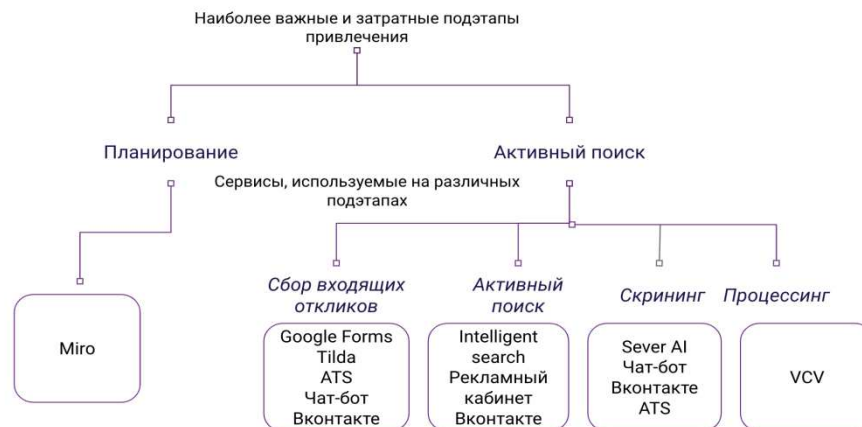 Наиболее важные и затратные подэтапы
привлечения
Планирование
Активный поиск
Сервисы, используемые на различных
подэтапах
Сбор входящих
откликов
Активный
поиск
Скрининг
Процессинг
Miro
Google Forms
Tilda
ATS
Чат-бот
Вконтакте
Intelligent
search
Рекламный
кабинет
Вконтакте
Sever AI
Чат-бот
Вконтакте
ATS
VCV